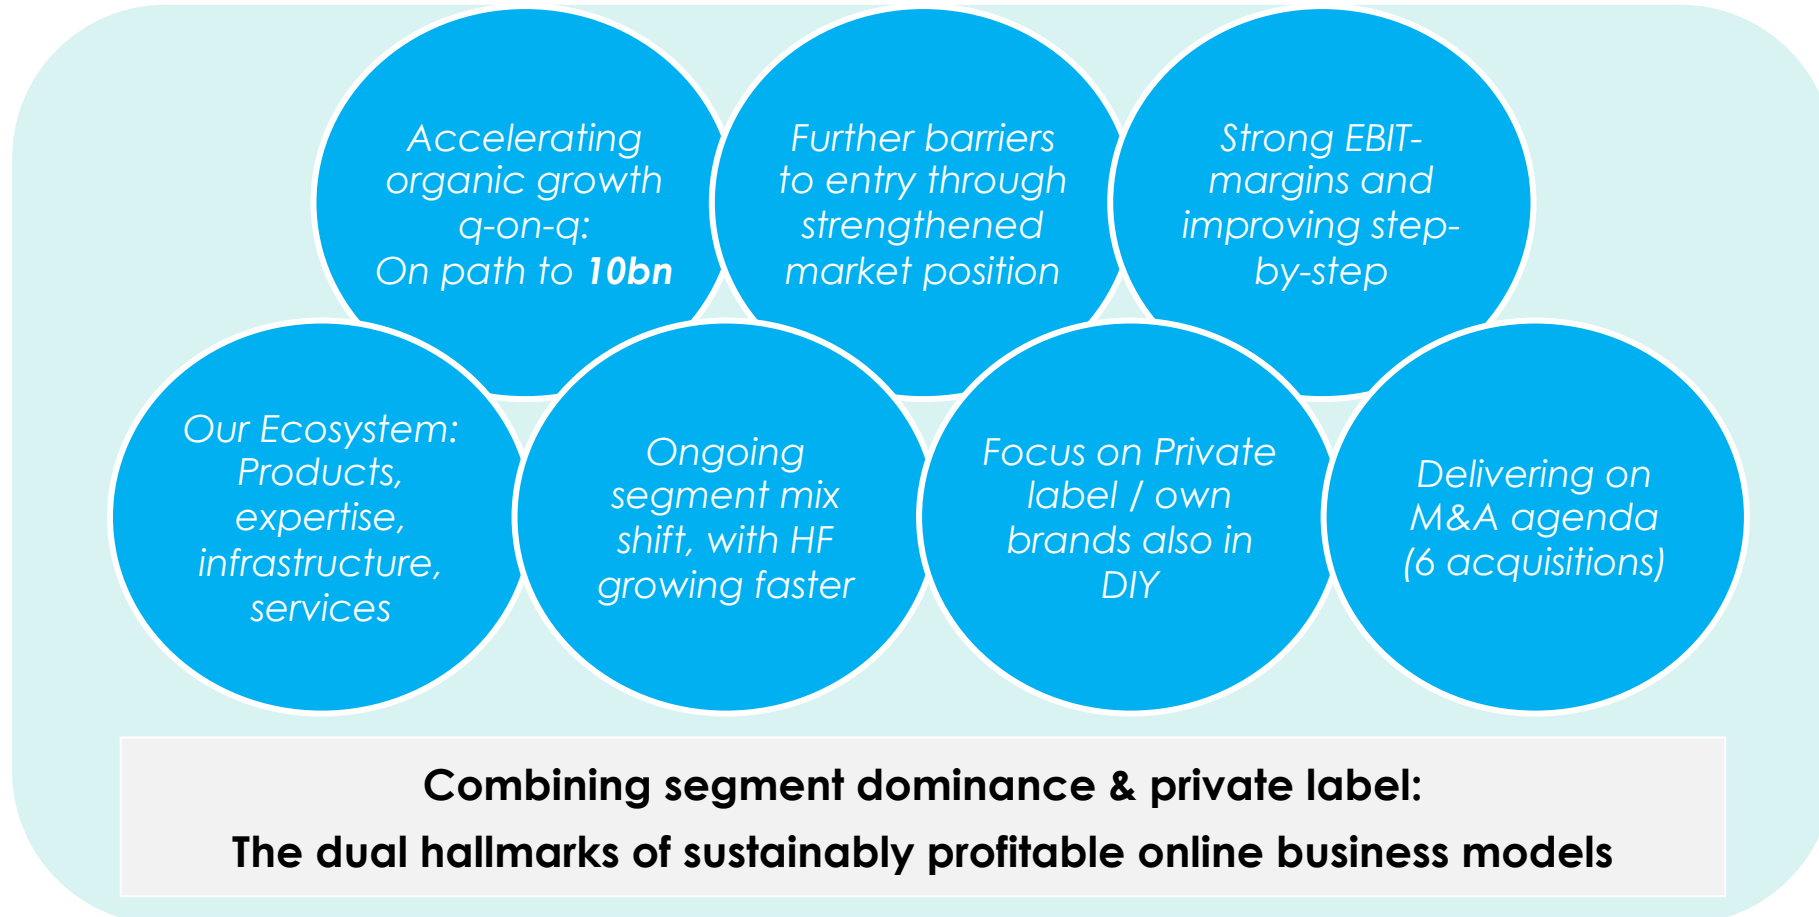 Accelerating
organic growth
q-on-q:
On path to 10bn
Further barriers
to entry through
strengthened
market position
Strong EBIT-
margins and
improving step-
by-step
Our Ecosystem:
Products,
expertise,
infrastructure,
services
Ongoing
segment mix
shift, with HF
growing faster
Focus on Private
label / own
brands also in
DIY
Delivering on
M&A agenda
(6 acquisitions)
Combining segment dominance & private label:
The dual hallmarks of sustainably profitable online business models